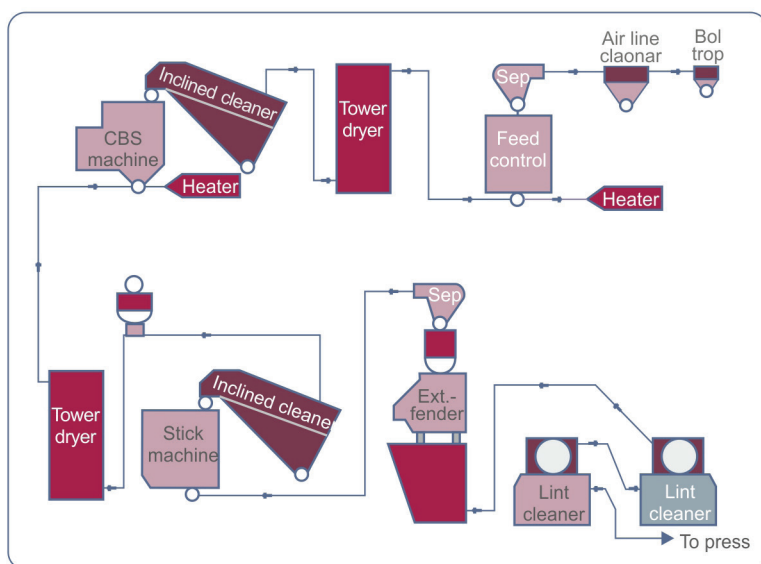 Air line
claonar
Bol
trop
Inclined cleaner
Sep
Tower
dryer
CBS
machine
Feed
control
Heater
Heater
Sep
Inclined cleane
Ext.-
fender
Tower
dryer
Stick
machine
Lint
cleaner
Lint
cleaner
To press